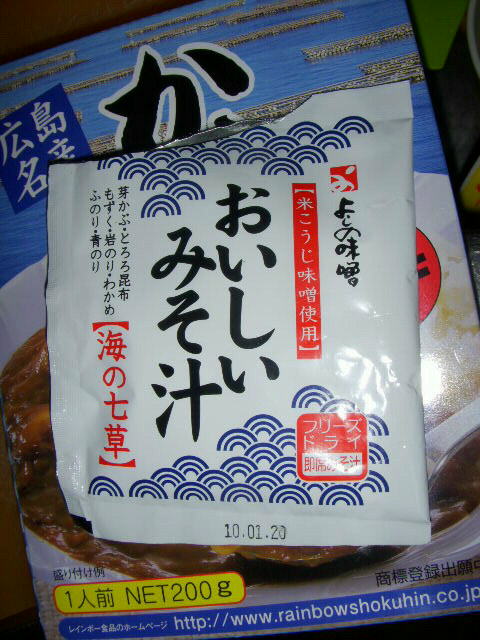 広島
名産
か
よしの味噌
【米こうじ味噌使用】
おいしい
みそ汁
芽かぶ・とろろ昆布
もずく・岩のり・わかめ
ふのり・青のり
【海の七草】
フリーズ
ドライ
即席みそ汁
10.01.20
盛り付け例
1人前 NET200g
商標登録出願中
レインボー食品のホームページ http://www.rainbowshokuhin.co.jp